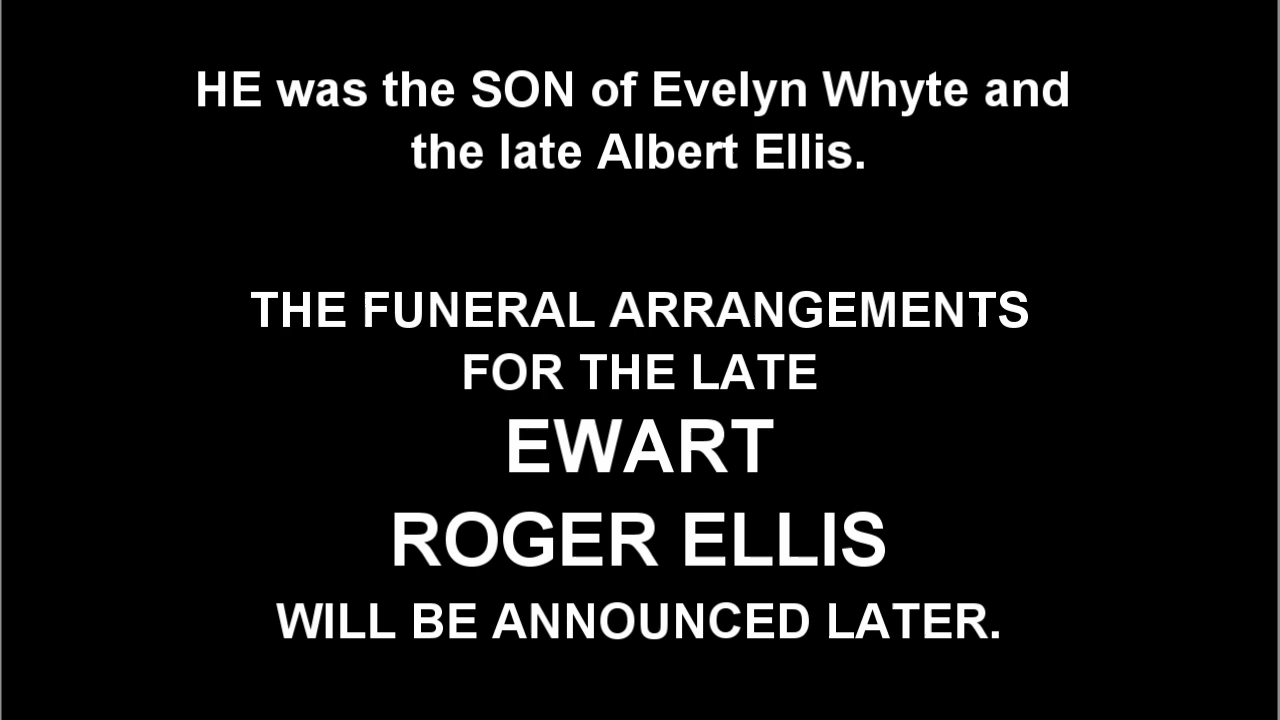 HE was the SON of Evelyn Whyte and
the late Albert Ellis.
THE FUNERAL ARRANGEMENTS
FOR THE LATE
EWART
ROGER ELLIS
WILL BE ANNOUNCED LATER.